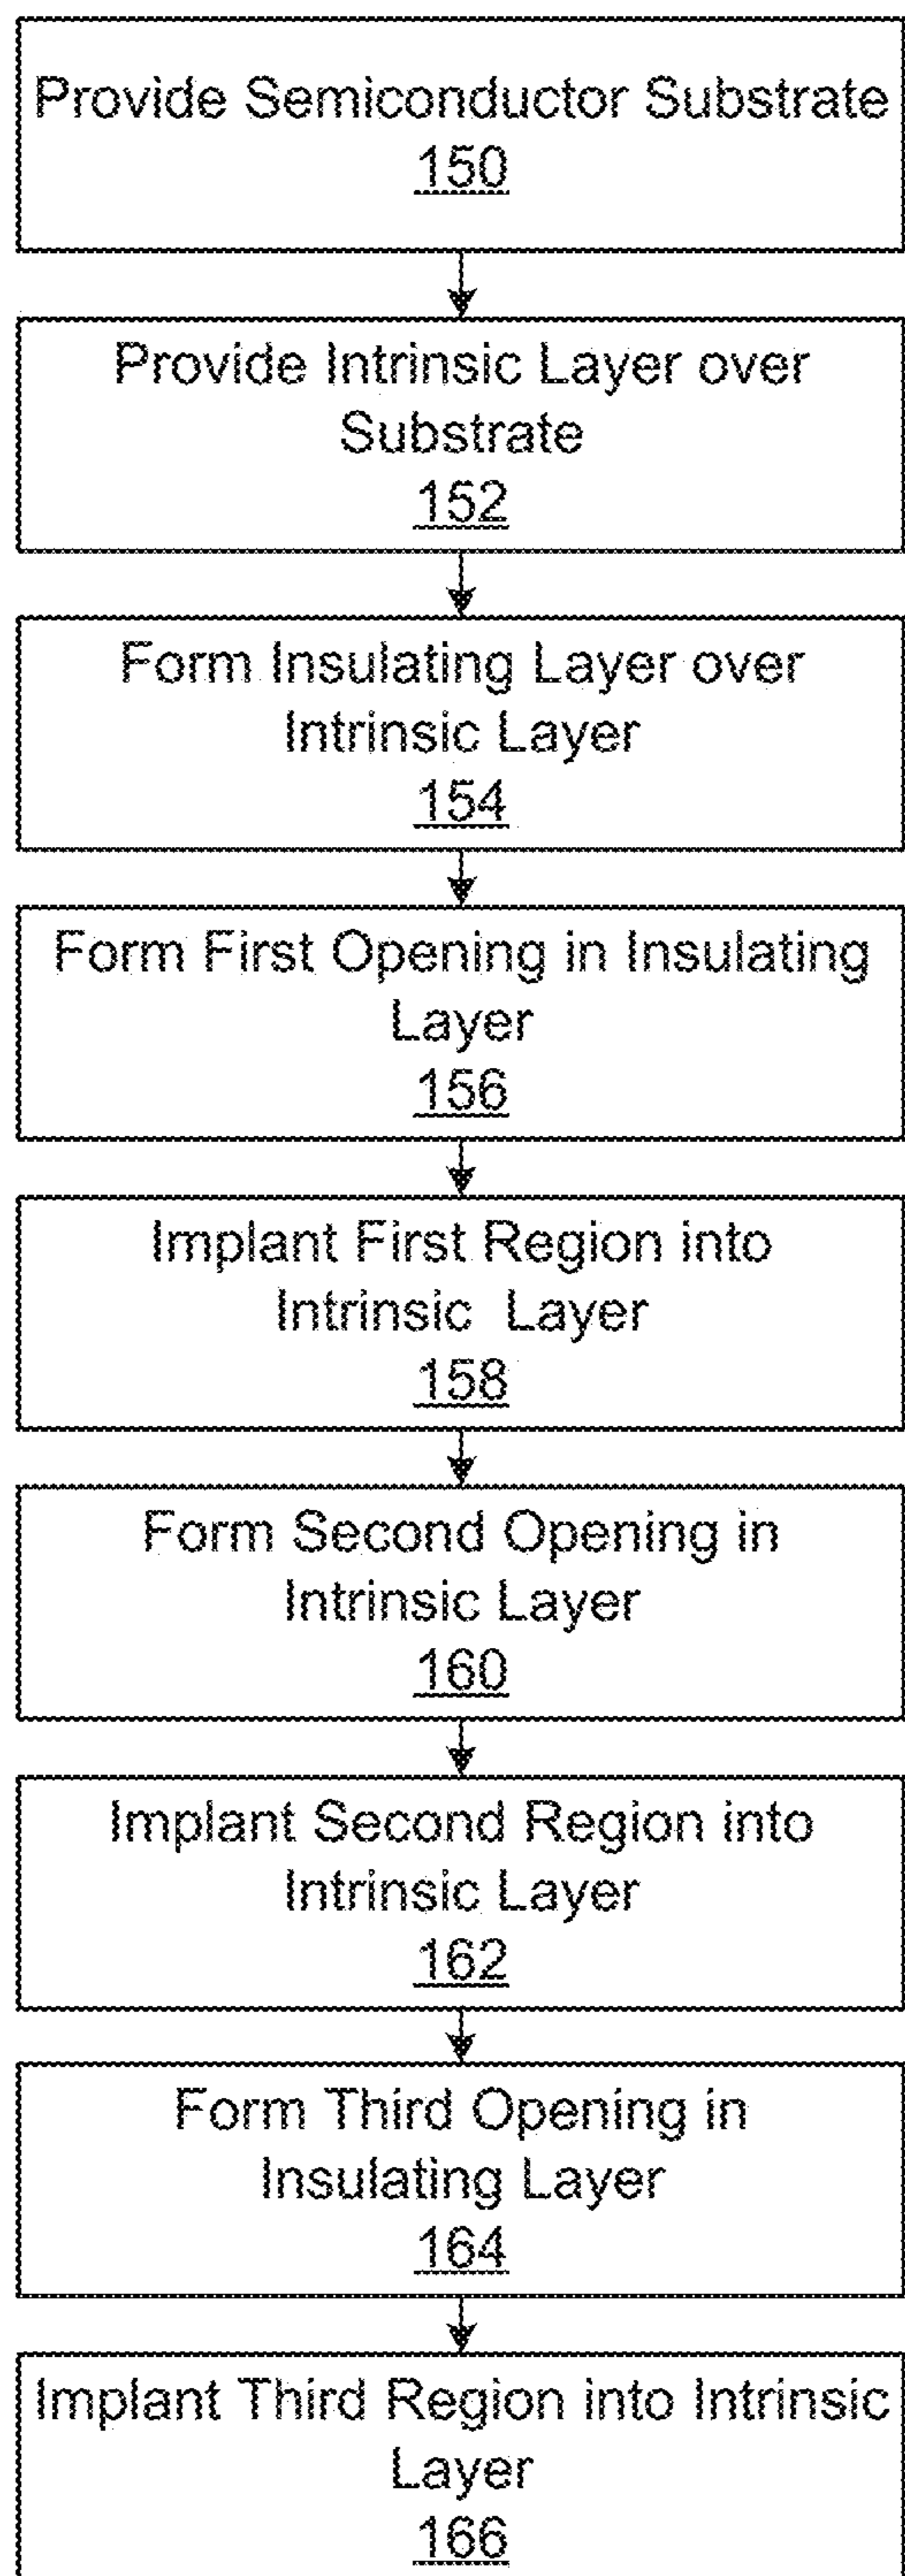 Provide Semiconductor Substrate
150
Provide Intrinsic Layer over
Substrate
152
Form Insulating Layer over
Intrinsic Layer
154
Form First Opening in Insulating
Layer
156
Implant First Region into
Intrinsic Layer
158
Form Second Opening in
Intrinsic Layer
160
Implant Second Region into
Intrinsic Layer
162
Form Third Opening in
Insulating Layer
164
Implant Third Region into Intrinsic
Layer
166